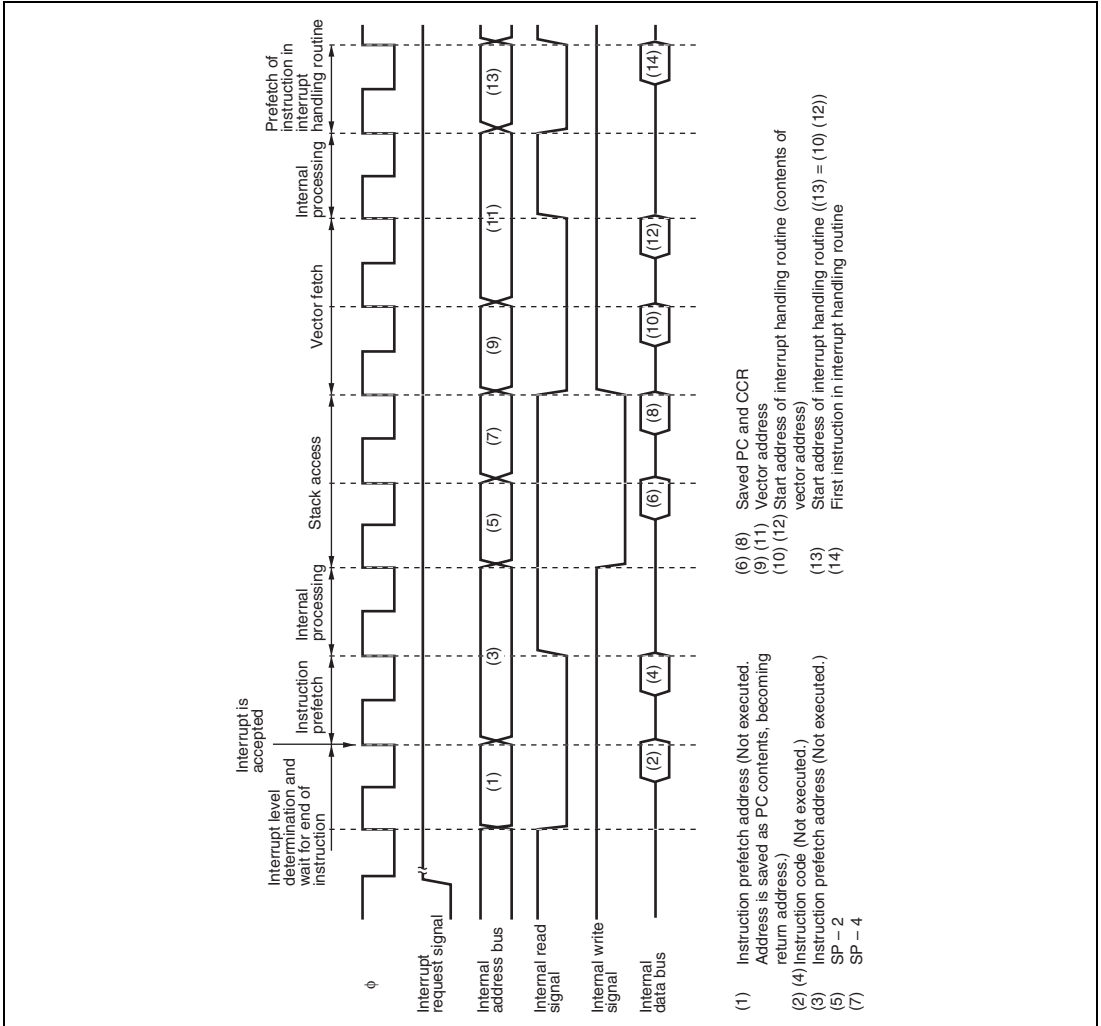 Interrupt is
accepted
Interrupt level
determination and
wait for end of
instruction
Instruction
prefetch
Internal
processing
Stack access
Vector fetch
Internal
processing
Prefetch of
instruction in
interrupt
handling routine
φ
Interrupt
request signal
Internal
address bus
(1)
(3)
(5)
(7)
(9)
(11)
(13)
Internal read
signal
Internal write
signal
Internal
data bus
(2)
(4)
(6)
(8)
(10)
(12)
(14)
(1) Instruction prefetch address (Not executed.
Address is saved as PC contents, becoming
return address.)
(2) (4) Instruction code (Not executed.)
(3) Instruction prefetch address (Not executed.)
(5) SP – 2
(7) SP – 4
(6) (8) Saved PC and CCR
(9) (11) Vector address
(10) (12) Start address of interrupt handling routine (contents of
vector address)
(13) Start address of interrupt handling routine ((13) = (10) (12))
(14) First instruction in interrupt handling routine